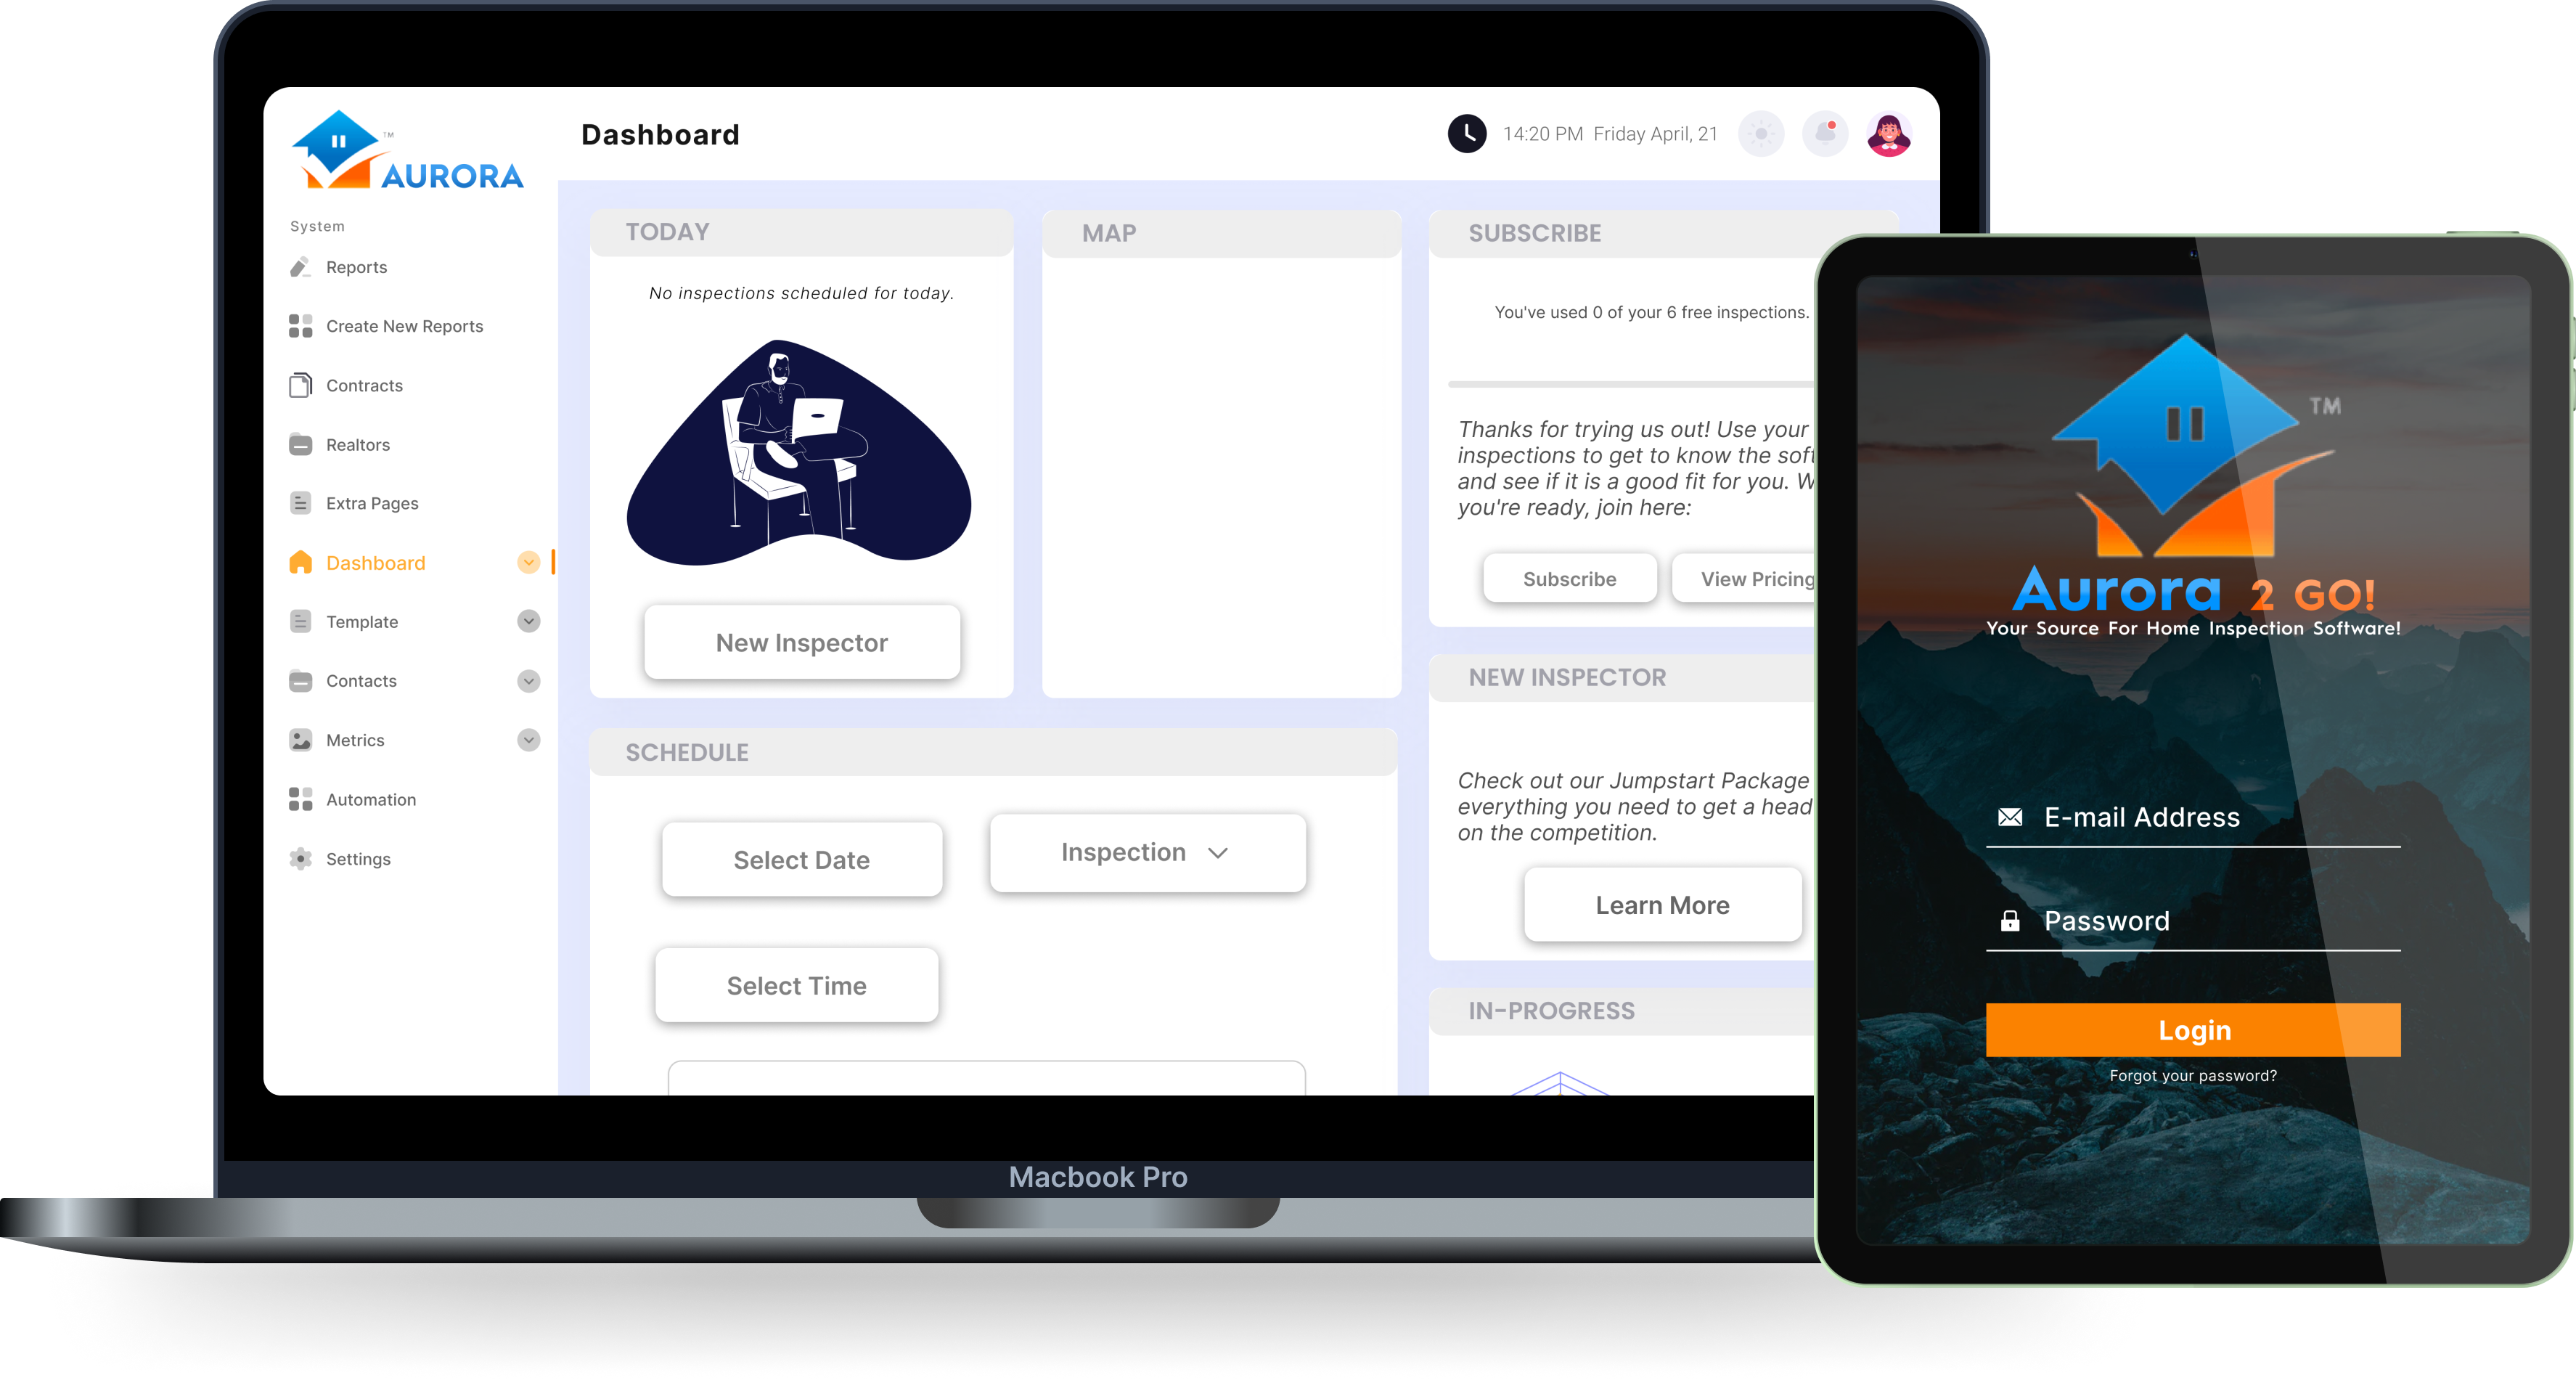 TM
AURORA
System
Reports
Create New Reports
Contracts
Realtors
Extra Pages
Dashboard
Template
Contacts
Metrics
Automation
Settings
Dashboard
14:20 PM Friday April, 21
TODAY
No inspections scheduled for today.
New Inspector
MAP
SUBSCRIBE
You've used 0 of your 6 free inspections.
Thanks for trying us out! Use your
inspections to get to know the
and see if it is a good fit for you.
you're ready, join here:
Subscribe
View Pricing
NEW INSPECTOR
Check out our Jumpstart Package
everything you need to get a head
on the competition.
Learn More
IN-PROGRESS
SCHEDULE
Select Date
Inspection
Select Time
Macbook Pro
TM
Aurora 2 GO!
Your Source For Home Inspection Software!
E-mail Address
Password
Login
Forgot your password?